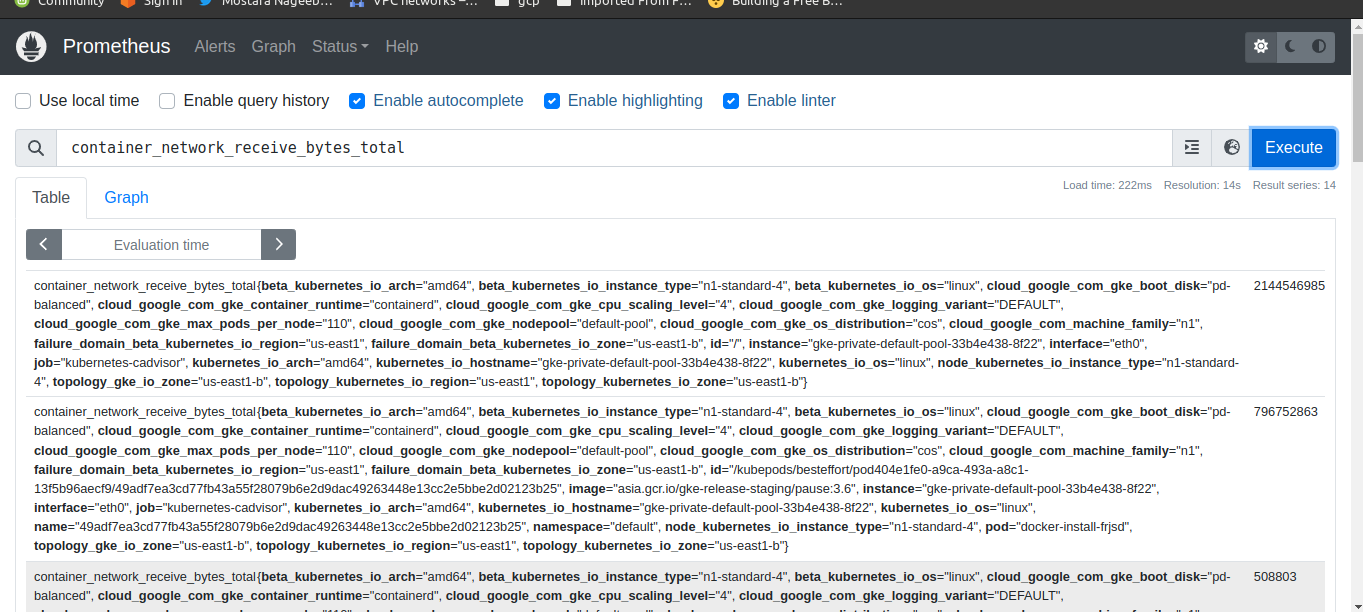 Community Sign in Mostafa Nageeb... VPC networks –... gcp Imported From F... Building a Free B...
Prometheus Alerts Graph Status Help
Use local time Enable query history Enable autocomplete Enable highlighting Enable linter
container_network_receive_bytes_total Execute
Load time: 222ms Resolution: 14s Result series: 14
Table Graph
Evaluation time
container_network_receive_bytes_total{beta_kubernetes_io_arch="amd64", beta_kubernetes_io_instance_type="n1-standard-4", beta_kubernetes_io_os="linux", cloud_google_com_gke_boot_disk="pd- 2144546985
balanced", cloud_google_com_gke_container_runtime="containerd", cloud_google_com_gke_cpu_scaling_level="4", cloud_google_com_gke_logging_variant="DEFAULT",
cloud_google_com_gke_max_pods_per_node="110", cloud_google_com_gke_nodepool="default-pool", cloud_google_com_gke_os_distribution="cos", cloud_google_com_machine_family="n1",
failure_domain_beta_kubernetes_io_region="us-east1", failure_domain_beta_kubernetes_io_zone="us-east1-b", id="/", instance="gke-private-default-pool-33b4e438-8f22", interface="eth0",
job="kubernetes-cadvisor", kubernetes_io_arch="amd64", kubernetes_io_hostname="gke-private-default-pool-33b4e438-8f22", kubernetes_io_os="linux", node_kubernetes_io_instance_type="n1-standard-
4", topology_gke_io_zone="us-east1-b", topology_kubernetes_io_region="us-east1", topology_kubernetes_io_zone="us-east1-b"}
container_network_receive_bytes_total{beta_kubernetes_io_arch="amd64", beta_kubernetes_io_instance_type="n1-standard-4", beta_kubernetes_io_os="linux", cloud_google_com_gke_boot_disk="pd- 796752863
balanced", cloud_google_com_gke_container_runtime="containerd", cloud_google_com_gke_cpu_scaling_level="4", cloud_google_com_gke_logging_variant="DEFAULT",
cloud_google_com_gke_max_pods_per_node="110", cloud_google_com_gke_nodepool="default-pool", cloud_google_com_gke_os_distribution="cos", cloud_google_com_machine_family="n1",
failure_domain_beta_kubernetes_io_region="us-east1", failure_domain_beta_kubernetes_io_zone="us-east1-b", id="/kubepods/besteffort/pod404e1fe0-a9ca-493a-a8c1-
13f5b96aecf9/49adf7ea3cd77fb43a55f28079b6e2d9dac49263448e13cc2e5bbe2d02123b25", image="asia.gcr.io/gke-release-staging/pause:3.6", instance="gke-private-default-pool-33b4e438-8f22",
interface="eth0", job="kubernetes-cadvisor", kubernetes_io_arch="amd64", kubernetes_io_hostname="gke-private-default-pool-33b4e438-8f22", kubernetes_io_os="linux",
name="49adf7ea3cd77fb43a55f28079b6e2d9dac49263448e13cc2e5bbe2d02123b25", namespace="default", node_kubernetes_io_instance_type="n1-standard-4", pod="docker-install-frjsd",
topology_gke_io_zone="us-east1-b", topology_kubernetes_io_region="us-east1", topology_kubernetes_io_zone="us-east1-b"}
container_network_receive_bytes_total{beta_kubernetes_io_arch="amd64", beta_kubernetes_io_instance_type="n1-standard-4", beta_kubernetes_io_os="linux", cloud_google_com_gke_boot_disk="pd- 508803
balanced", cloud_google_com_gke_container_runtime="containerd", cloud_google_com_gke_cpu_scaling_level="4", cloud_google_com_gke_logging_variant="DEFAULT",